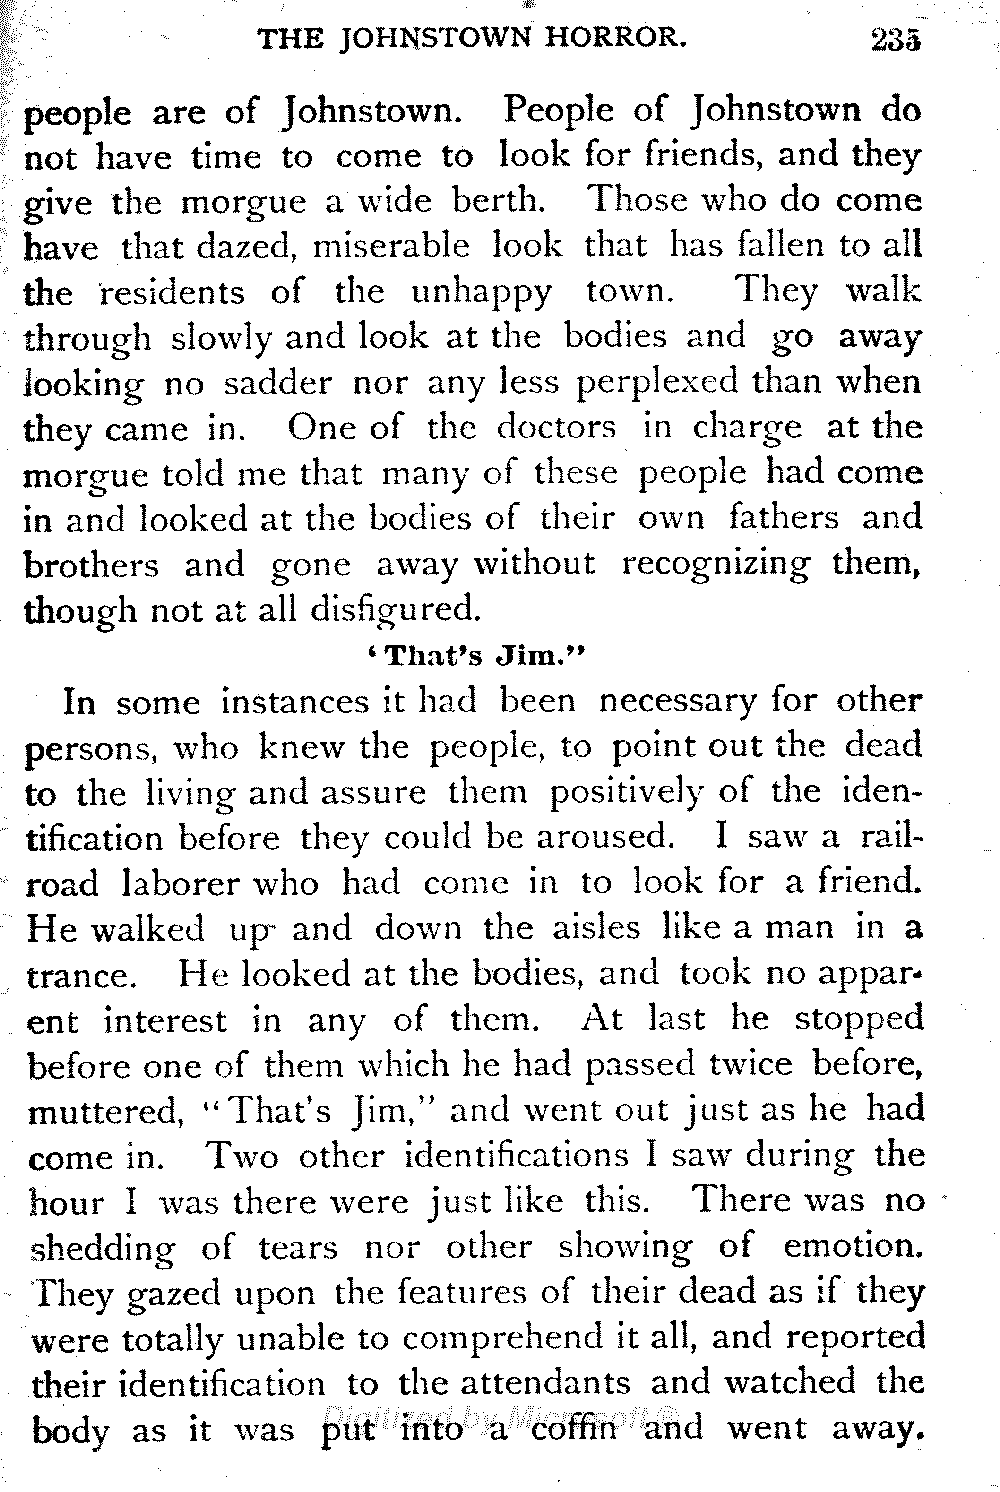 THE JOHNSTOWN HORROR. 235
people are of Johnstown. People of Johnstown do
not have time to come to look for friends, and they
give the morgue a wide berth. Those who do come
have that dazed, miserable look that has fallen to all
the residents of the unhappy town. They walk
through slowly and look at the bodies and go away
looking no sadder nor any less perplexed than when
they came in. One of the doctors in charge at the
morgue told me that many of these people had come
in and looked at the bodies of their own fathers and
brothers and gone away without recognizing them,
though not at all disfigured.
‘That’s Jim.”
In some instances it had been necessary for other
persons, who knew the people, to point out the dead
to the living and assure them positively of the iden-
tification before they could be aroused. I saw a rail-
road laborer who had come in to look for a friend.
He walked up and down the aisles like a man in a
trance. He looked at the bodies, and took no appar-
ent interest in any of them. At last he stopped
before one of them which he had passed twice before,
muttered, “That’s Jim,” and went out just as he had
come in. Two other identifications I saw during the
hour I was there were just like this. There was no
shedding of tears nor other showing of emotion.
They gazed upon the features of their dead as if they
were totally unable to comprehend it all, and reported
their identification to the attendants and watched the
body as it was put into a coffin and went away.
Digitized by Microsoft®